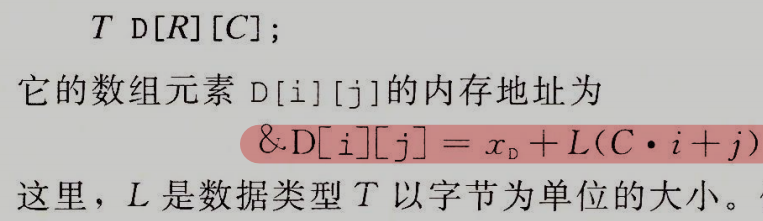 T D[R][C];
它的数组元素 D[i][j]的内存地址为
&D[i][j] = x_D + L(C · i + j)
这里，L 是数据类型 T 以字节为单位的大小。